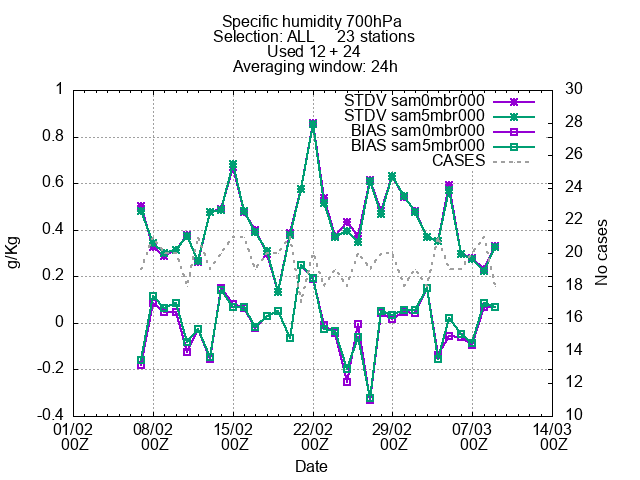 Specific humidity 700hPa
Selection: ALL 23 stations
Used 12 + 24
Averaging window: 24h
STDV sam0mbr000
STDV sam5mbr000
BIAS sam0mbr000
BIAS sam5mbr000
CASES
g/Kg
1
0.8
0.6
0.4
0.2
0
-0.2
-0.4
No cases
30
28
26
24
22
20
18
16
14
12
10
01/02 08/02 15/02 22/02 29/02 07/03 14/03
00Z 00Z 00Z 00Z 00Z 00Z 00Z
Date